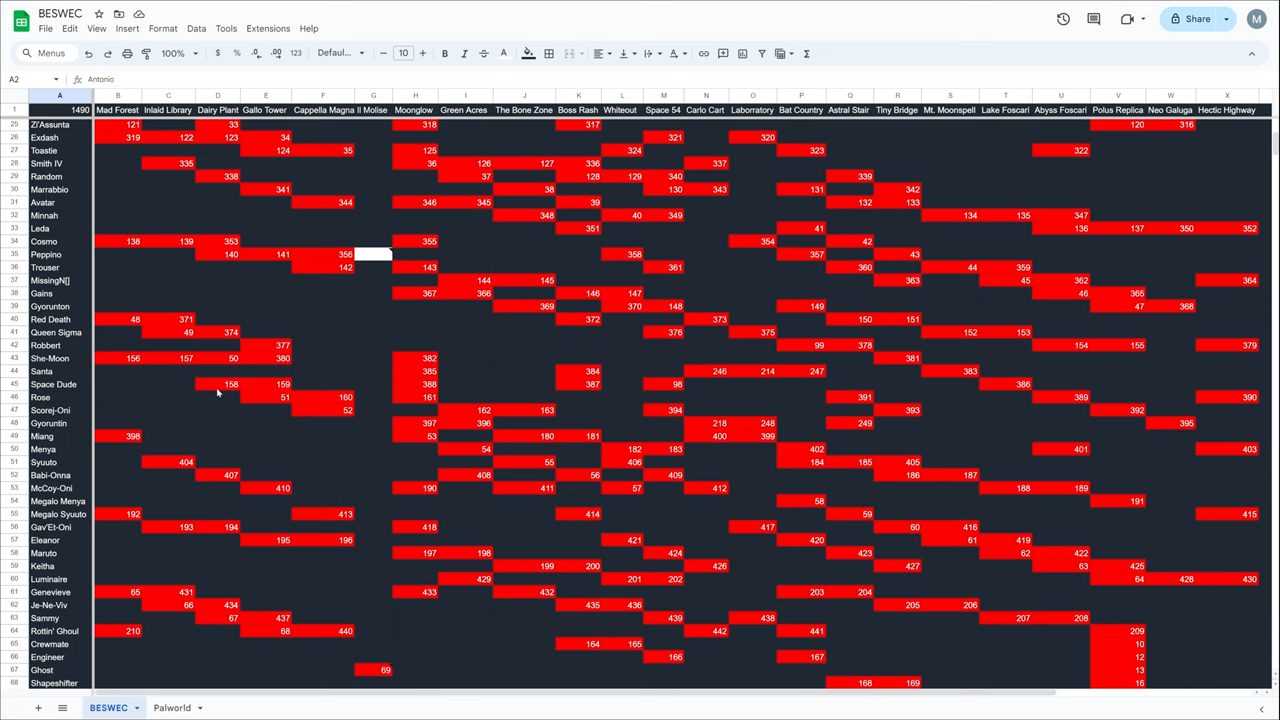 BESWEC
File Edit View Insert Format Data Tools Extensions Help
Share
M
Menus 100% $ % .0 .00 123 Defaul... 10 B I A
A2 Antonio
A B C D E F G H I J K L M N O P Q R S T U V W X
1 1490 Mad Forest Inlaid Library Dairy Plant Gallo Tower Cappella Magna Il Molise Moonglow Green Acres The Bone Zone Boss Rash Whiteout Space 54 Carlo Cart Laborratory Bat Country Astral Stair Tiny Bridge Mt. Moonspell Lake Foscari Abyss Foscari Polus Replica Neo Galuga Hectic Highway
25 Zi'Assunta 121 33 318 317 120 316
26 Exdash 319 122 123 34 321 320
27 Toastie 124 35 125 324 323 322
28 Smith IV 335 36 126 127 336 337
29 Random 338 37 128 129 340 339
30 Marrabbio 341 38 130 343 131 342
31 Avatar 344 346 345 39 132 133
32 Minnah 348 40 349 134 135 347
33 Leda 351 41 136 137 350 352
34 Cosmo 138 139 353 355 354 42
35 Peppino 140 141 356 358 357 43
36 Trouser 142 143 361 360 44 359
37 MissingN[] 144 145 363 45 362 364
38 Gains 367 366 146 147 46 365
39 Gyorunton 369 370 148 149 47 368
40 Red Death 48 371 372 373 150 151
41 Queen Sigma 49 374 376 375 152 153
42 Robbert 377 99 378 154 155 379
43 She-Moon 156 157 50 380 382 381
44 Santa 385 384 246 214 247 383
45 Space Dude 158 159 388 387 98 386
46 Rose 51 160 161 391 389 390
47 Scorej-Oni 52 162 163 394 393 392
48 Gyoruntin 397 396 218 248 249 395
49 Miang 398 53 180 181 400 399
50 Menya 54 182 183 402 401 403
51 Syuuto 404 55 406 184 185 405
52 Babi-Onna 407 408 56 409 186 187
53 McCoy-Oni 410 190 411 57 412 188 189
54 Megalo Menya 58 191
55 Megalo Syuuto 192 413 414 59 415
56 Gav'Et-Oni 193 194 418 417 60 416
57 Eleanor 195 196 421 420 61 419
58 Maruto 197 198 424 423 62 422
59 Keitha 199 200 426 427 63 425
60 Luminaire 429 201 202 64 428 430
61 Genevieve 65 431 433 432 203 204
62 Je-Ne-Viv 66 434 435 436 205 206
63 Sammy 67 437 439 438 207 208
64 Rottin' Ghoul 210 68 440 442 441 209
65 Crewmate 164 165 10
66 Engineer 166 167 12
67 Ghost 69 13
68 Shapeshifter 168 169 16
BESWEC Palworld